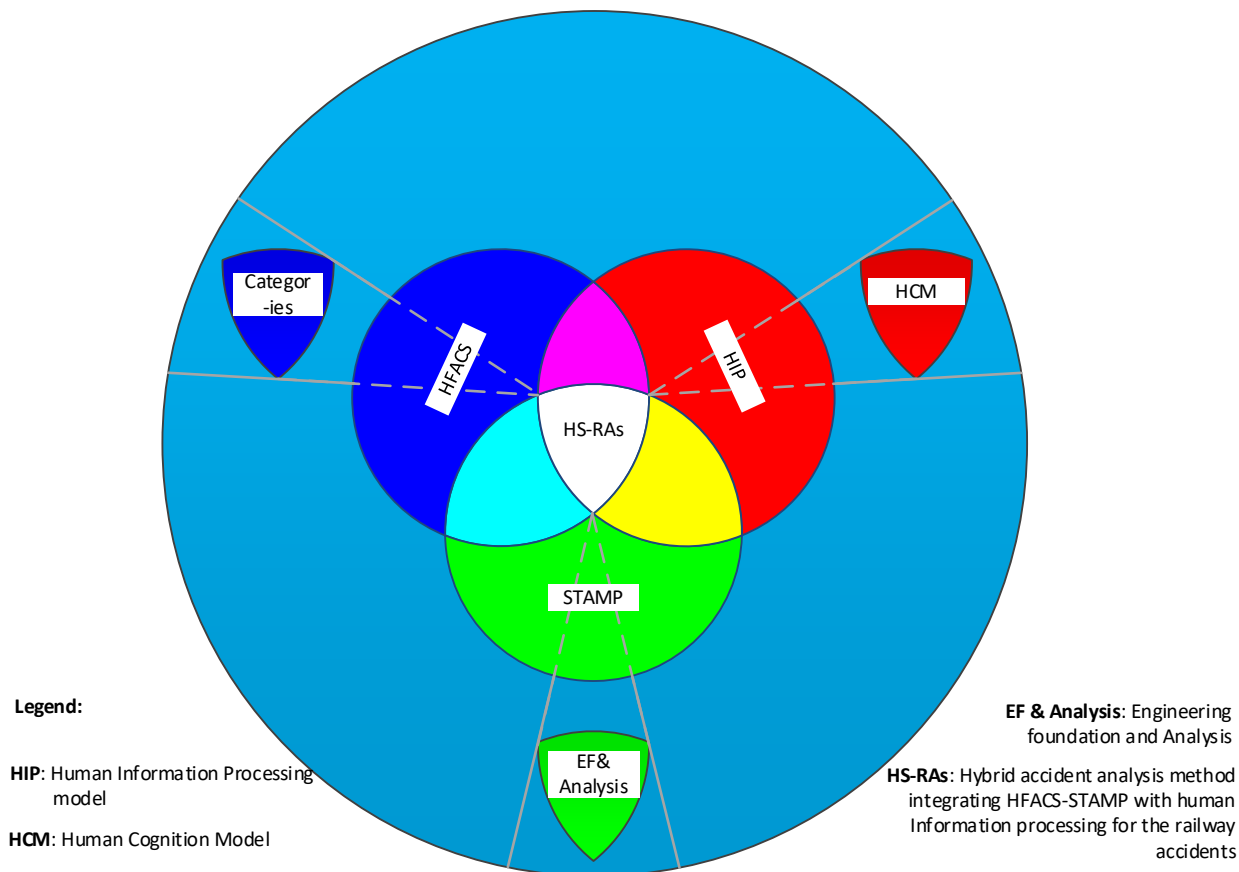 Categor
-ies
HCM
HFACS
HIP
HS-RAs
STAMP
EF&
Analysis
Legend:
HIP: Human Information Processing
model
HCM: Human Cognition Model
EF & Analysis: Engineering
foundation and Analysis
HS-RAs: Hybrid accident analysis method
integrating HFACS-STAMP with human
Information processing for the railway
accidents